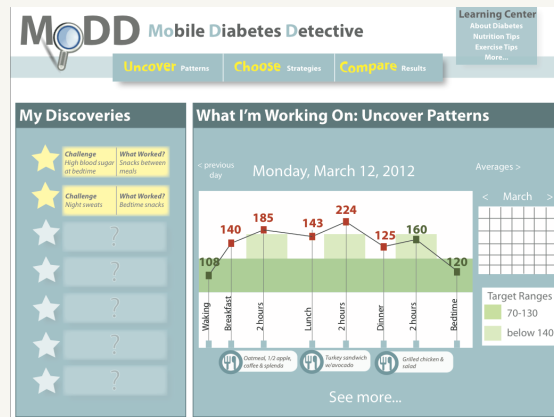 MoDD Mobile Diabetes Detective
Learning Center
About Diabetes
Nutrition Tips
Exercise Tips
More...
Uncover Patterns
Choose Strategies
Compare Results
My Discoveries
Challenge
High blood sugar
at bedtime
What Worked?
Snacks between
meals
Challenge
Night sweats
What Worked?
Bedtime snacks
?
?
?
?
?
What I'm Working On: Uncover Patterns
< previous
day
Monday, March 12, 2012
Averages >
< March >
108
140
185
143
224
125
160
120
Waking
Breakfast
2 hours
Lunch
2 hours
Dinner
2 hours
Bedtime
Oatmeal, 1/2 apple,
coffee & splenda
Turkey sandwich
w/avocado
Grilled chicken &
salad
Target Ranges
70-130
below 140
See more...